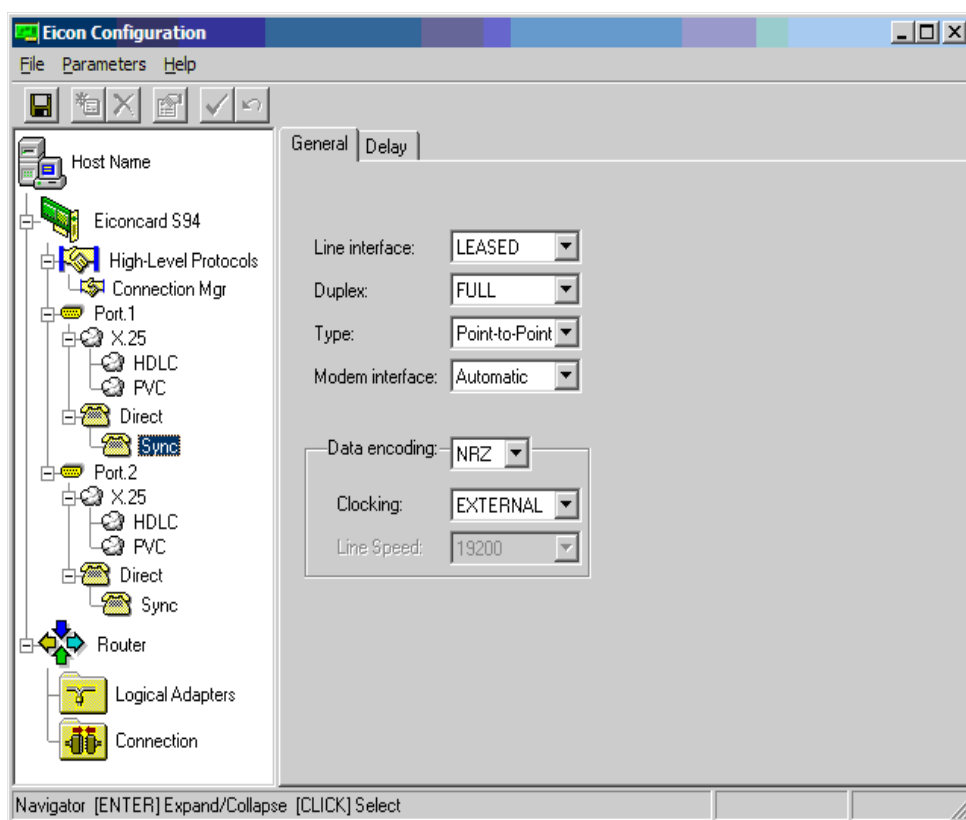 Eicon Configuration
File Parameters Help
Host Name
Eiconcard S94
High-Level Protocols
Connection Mgr
Port.1
X.25
HDLC
PVC
Direct
Sync
Port.2
X.25
HDLC
PVC
Direct
Sync
Router
Logical Adapters
Connection
General Delay
Line interface: LEASED
Duplex: FULL
Type: Point-to-Point
Modem interface: Automatic
Data encoding: NRZ
Clocking: EXTERNAL
Line Speed: 19200
Navigator [ENTER] Expand/Collapse [CLICK] Select